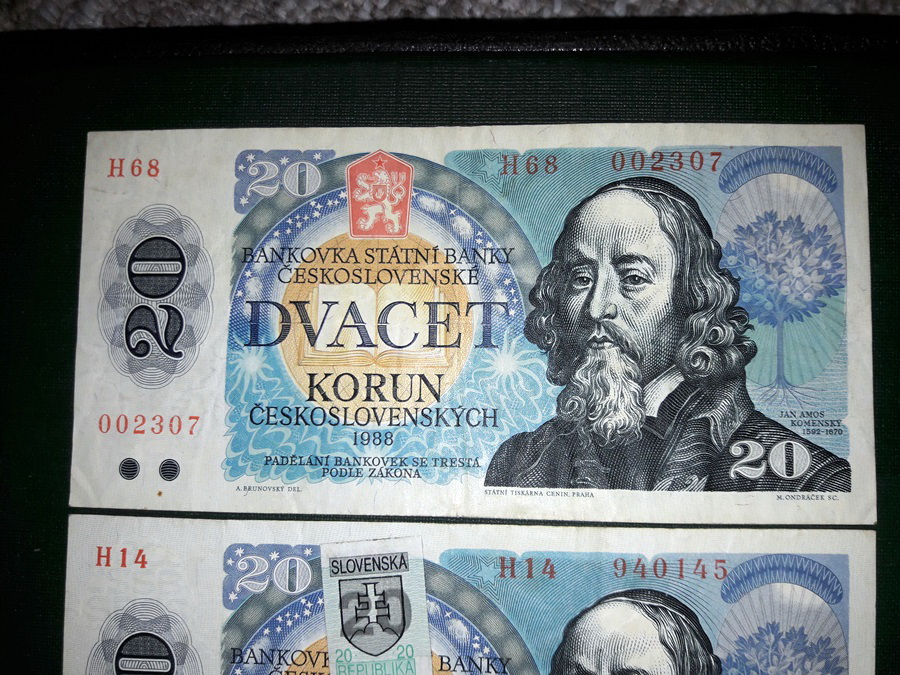 H68
20
H68 002307
20
BANKOVKA STÁTNÍ BANKY
ČESKOSLOVENSKÉ
DVACET
KORUN
ČESKOSLOVENSKÝCH
1988
PADĚLÁNÍ BANKOVEK SE TRESTÁ
PODLE ZÁKONA
002307
JAN AMOS
KOMENSKÝ
1592-1670
20
A. BRUNOVSKÝ DEL.
STÁTNÍ TISKÁRNA CENIN, PRAHA
M. ONDRÁČEK SC.
H14
20
SLOVENSKÁ
20
20 20
REPUBLIKA
H14 940145
BANKOVK
BANKY